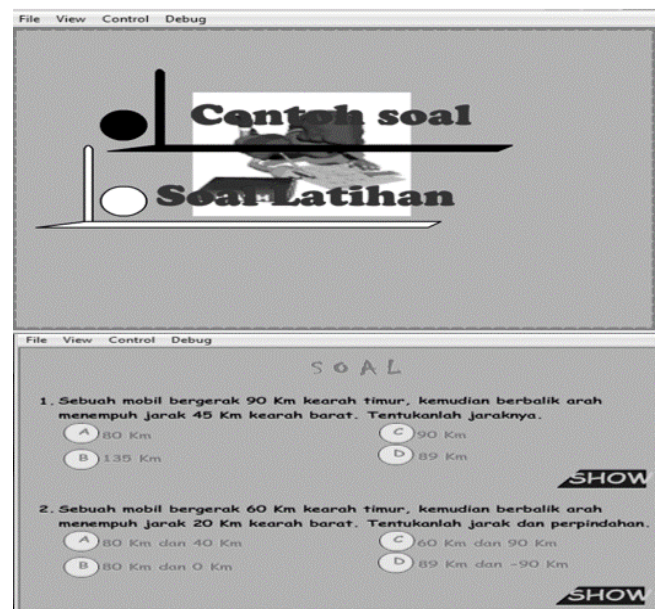 File View Control Debug
Contoh soal
Soal Latihan
File View Control Debug
SOAL
1. Sebuah mobil bergerak 90 Km kearah timur, kemudian berbalik arah
menempuh jarak 45 Km kearah barat. Tentukanlah jaraknya.
A 80 Km
C 90 Km
B 135 Km
D 89 Km
SHOW
2. Sebuah mobil bergerak 60 Km kearah timur, kemudian berbalik arah
menempuh jarak 20 Km kearah barat. Tentukanlah jarak dan perpindahan.
A 80 Km dan 40 Km
C 60 Km dan 90 Km
B 80 Km dan 0 Km
D 89 Km dan -90 Km
SHOW